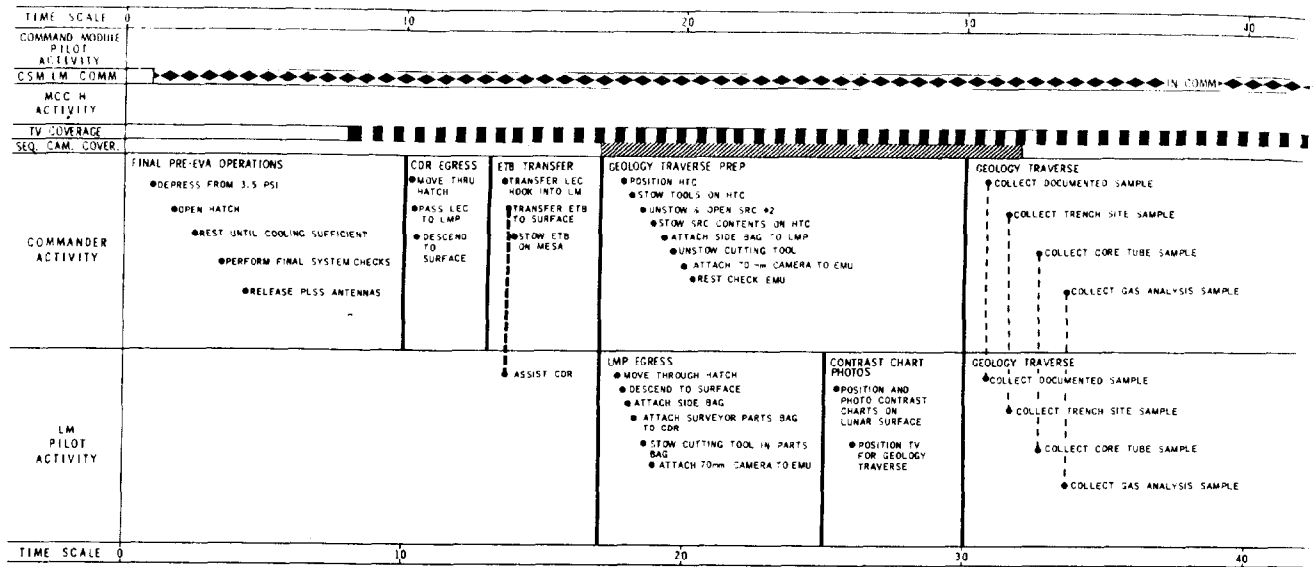 TIME SCALE 0 10 20 30 40
COMMAND MODULE
PILOT
ACTIVITY
CSM LM COMM
IN COMM
MCC H
ACTIVITY
TV COVERAGE
SEQ. CAM. COVER.
COMMANDER
ACTIVITY
FINAL PRE-EVA OPERATIONS
DEPRESS FROM 3.5 PSI
OPEN HATCH
REST UNTIL COOLING SUFFICIENT
PERFORM FINAL SYSTEM CHECKS
RELEASE PLSS ANTENNAS
CDR EGRESS
MOVE THRU
HATCH
PASS LEC
TO LMP
DESCEND
TO
SURFACE
ETB TRANSFER
TRANSFER LEC
HOOK INTO LM
TRANSFER ETB
TO SURFACE
STOW ETB
ON MESA
GEOLOGY TRAVERSE PREP
POSITION HTC
STOW TOOLS ON HTC
UNSTOW & OPEN SRC #2
STOW SRC CONTENTS ON HTC
ATTACH SIDE BAG TO LMP
UNSTOW CUTTING TOOL
ATTACH 70 mm CAMERA TO EMU
REST CHECK EMU
GEOLOGY TRAVERSE
COLLECT DOCUMENTED SAMPLE
COLLECT TRENCH SITE SAMPLE
COLLECT CORE TUBE SAMPLE
COLLECT GAS ANALYSIS SAMPLE
LM
PILOT
ACTIVITY
ASSIST CDR
LMP EGRESS
MOVE THROUGH HATCH
DESCEND TO SURFACE
ATTACH SIDE BAG
ATTACH SURVEYOR PARTS BAG
TO CDR
STOW CUTTING TOOL IN PARTS
BAG
ATTACH 70mm CAMERA TO EMU
CONTRAST CHART
PHOTOS
POSITION AND
PHOTO CONTRAST
CHARTS ON
LUNAR SURFACE
POSITION TV
FOR GEOLOGY
TRAVERSE
GEOLOGY TRAVERSE
COLLECT DOCUMENTED SAMPLE
COLLECT TRENCH SITE SAMPLE
COLLECT CORE TUBE SAMPLE
COLLECT GAS ANALYSIS SAMPLE
TIME SCALE 0 10 20 30 40